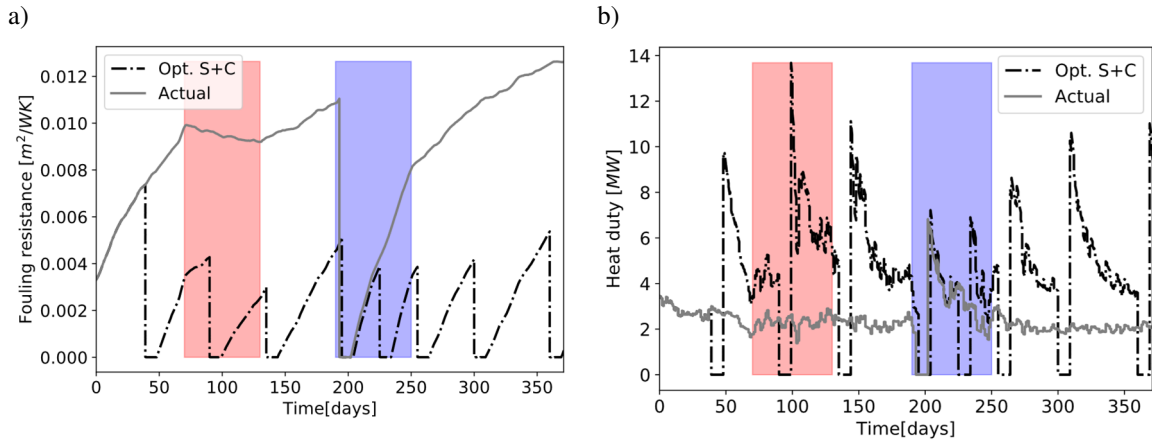 a)
Fouling resistance [m²/WK]
0.012
0.010
0.008
0.006
0.004
0.002
0.000
Opt. S+C
Actual
0 50 100 150 200 250 300 350
Time[days]
b)
Heat duty [MW]
14
12
10
8
6
4
2
0
Opt. S+C
Actual
0 50 100 150 200 250 300 350
Time[days]